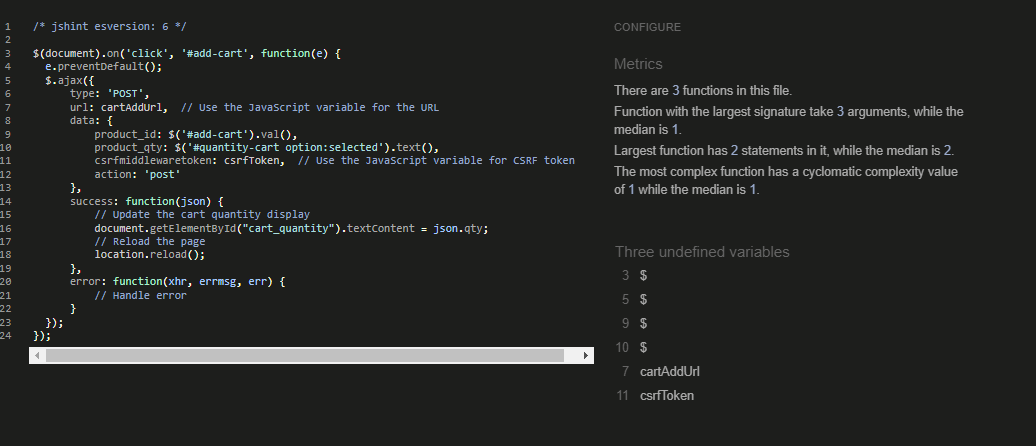 1 /* jshint esversion: 6 */
2
3 $(document).on('click', '#add-cart', function(e) {
4 e.preventDefault();
5 $.ajax({
6 type: 'POST',
7 url: cartAddUrl, // Use the JavaScript variable for the URL
8 data: {
9 product_id: $('#add-cart').val(),
10 product_qty: $('#quantity-cart option:selected').text(),
11 csrfmiddlewaretoken: csrfToken, // Use the JavaScript variable for CSRF token
12 action: 'post'
13 },
14 success: function(json) {
15 // Update the cart quantity display
16 document.getElementById("cart_quantity").textContent = json.qty;
17 // Reload the page
18 location.reload();
19 },
20 error: function(xhr, errmsg, err) {
21 // Handle error
22 }
23 });
24 });
CONFIGURE
Metrics
There are 3 functions in this file.
Function with the largest signature take 3 arguments, while the
median is 1.
Largest function has 2 statements in it, while the median is 2.
The most complex function has a cyclomatic complexity value
of 1 while the median is 1.
Three undefined variables
3 $
5 $
9 $
10 $
7 cartAddUrl
11 csrfToken